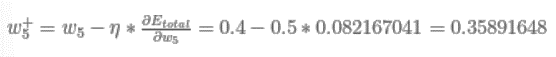 w₅⁺ = w₅ − η ∗ ∂E_total/∂w₅ = 0.4 − 0.5 ∗ 0.082167041 = 0.35891648